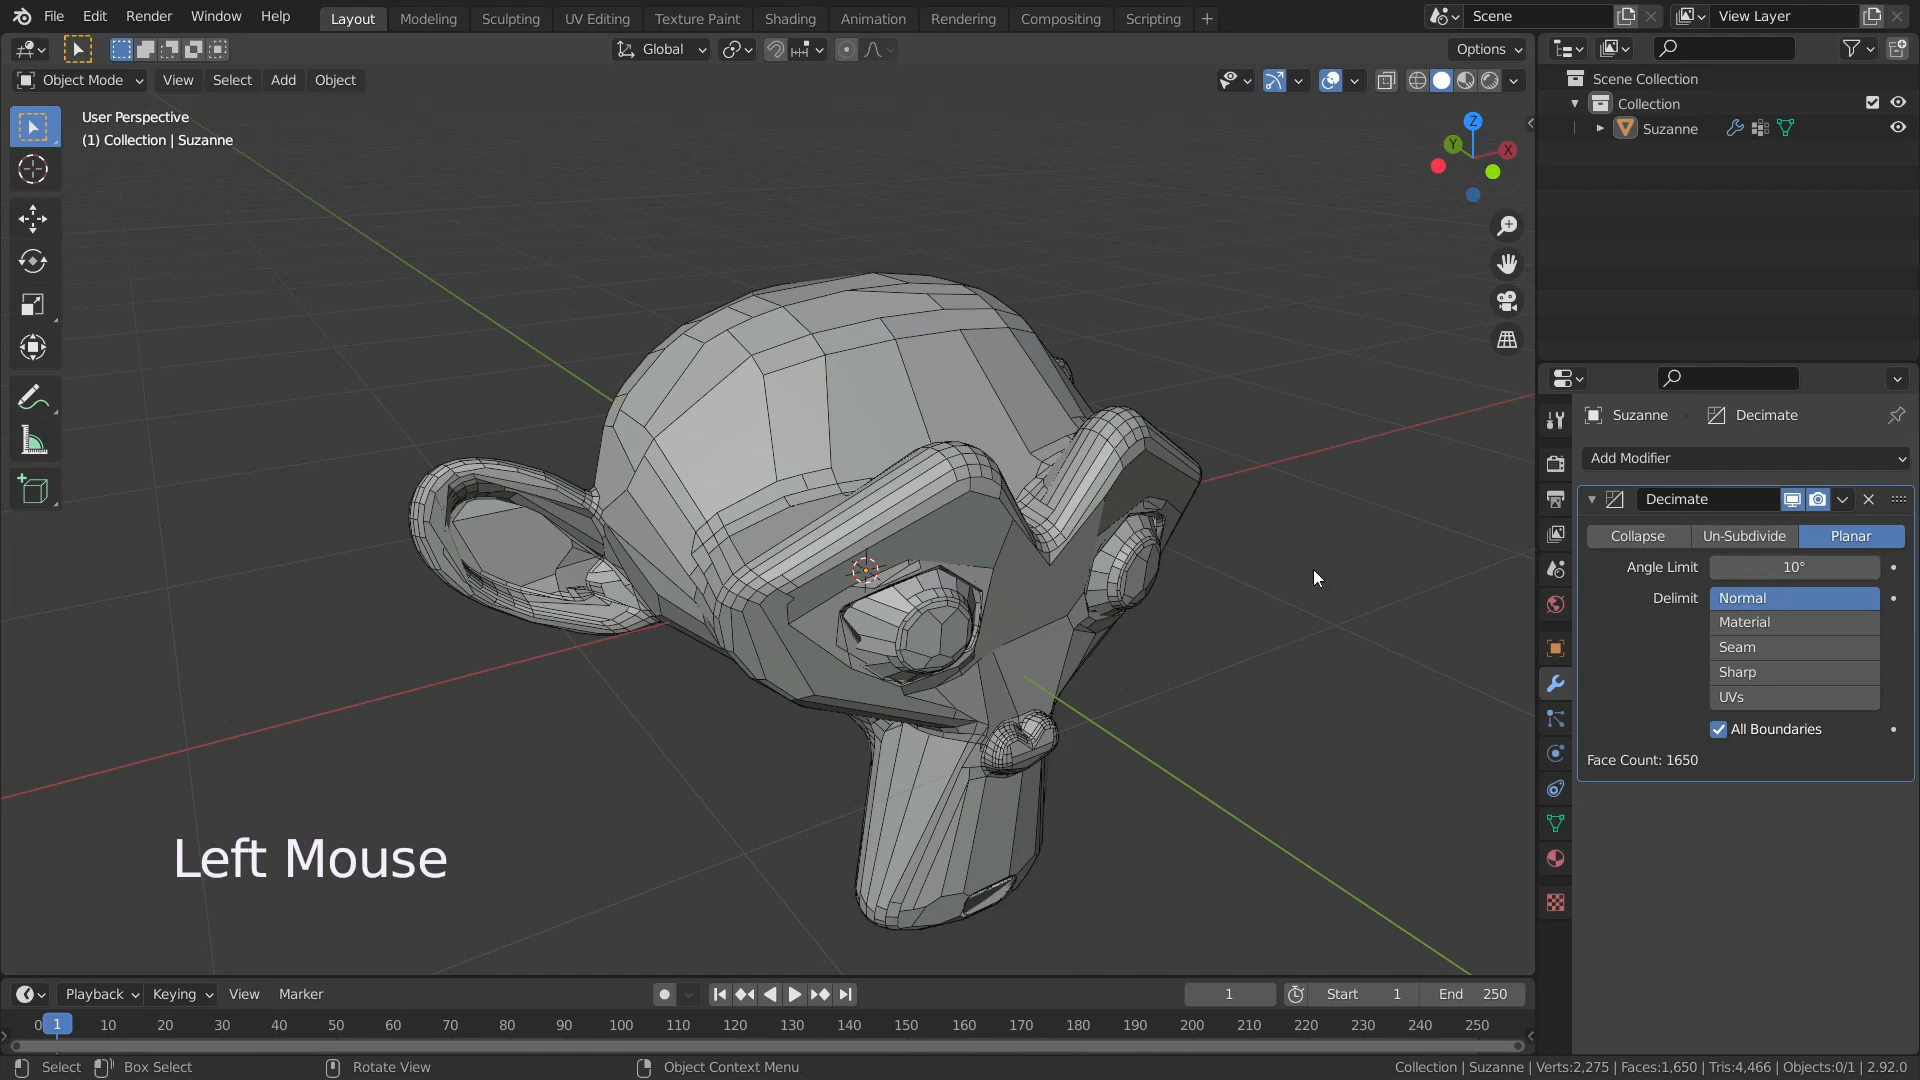 File Edit Render Window Help
Layout Modeling Sculpting UV Editing Texture Paint Shading Animation Rendering Compositing Scripting +
Scene
View Layer
Global
Options
Object Mode View Select Add Object
User Perspective
(1) Collection | Suzanne
Z
Y
X
Scene Collection
Collection
Suzanne
Suzanne Decimate
Add Modifier
Decimate
Collapse Un-Subdivide Planar
Angle Limit 10°
Delimit Normal
Material
Seam
Sharp
UVs
All Boundaries
Face Count: 1650
Left Mouse
Playback Keying View Marker
1 Start 1 End 250
0 1 10 20 30 40 50 60 70 80 90 100 110 120 130 140 150 160 170 180 190 200 210 220 230 240 250
Select Box Select Rotate View Object Context Menu
Collection | Suzanne | Verts:2,275 | Faces:1,650 | Tris:4,466 | Objects:0/1 | 2.92.0